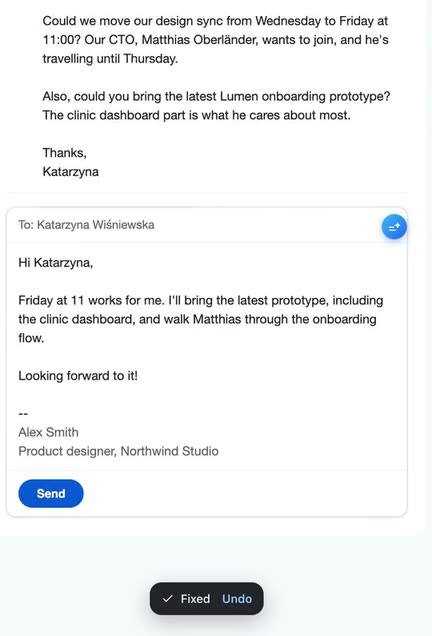 Could we move our design sync from Wednesday to Friday at
11:00? Our CTO, Matthias Oberländer, wants to join, and he's
travelling until Thursday.
Also, could you bring the latest Lumen onboarding prototype?
The clinic dashboard part is what he cares about most.
Thanks,
Katarzyna
To: Katarzyna Wiśniewska
Hi Katarzyna,
Friday at 11 works for me. I'll bring the latest prototype, including
the clinic dashboard, and walk Matthias through the onboarding
flow.
Looking forward to it!
--
Alex Smith
Product designer, Northwind Studio
Send
Fixed Undo